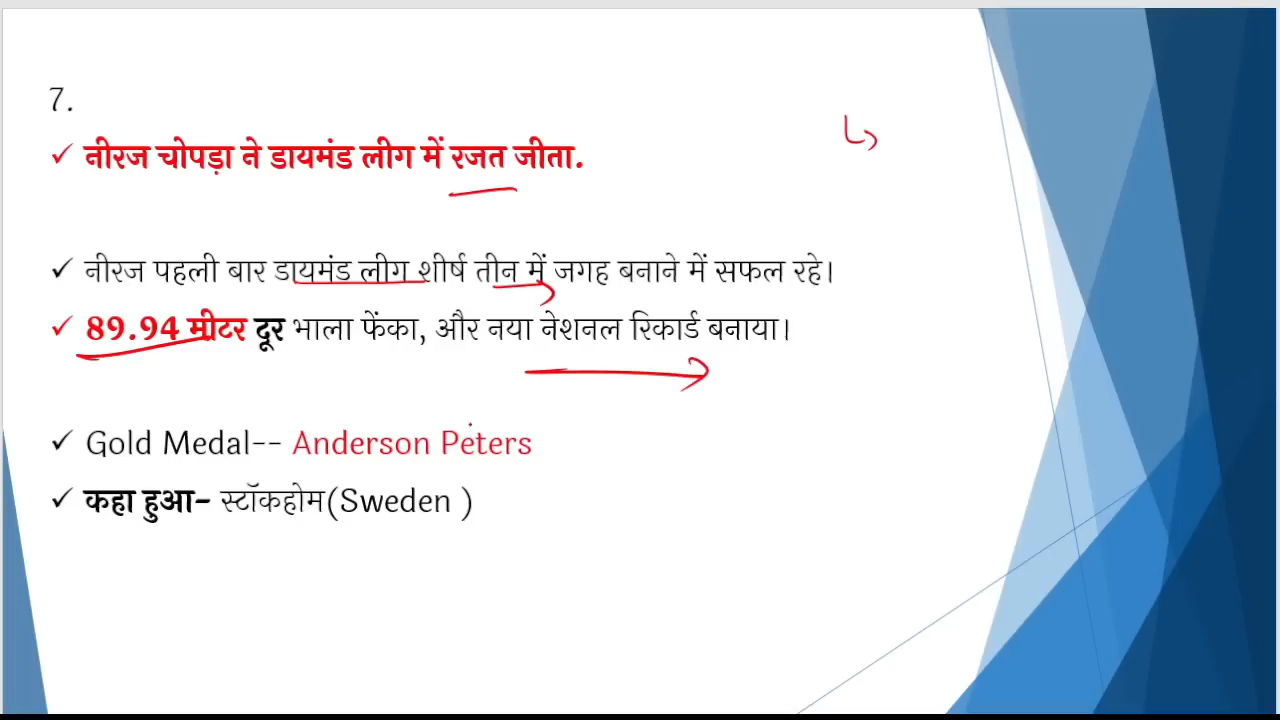 7.
नीरज चोपड़ा ने डायमंड लीग में रजत जीता.
नीरज पहली बार डायमंड लीग शीर्ष तीन में जगह बनाने में सफल रहे।
89.94 मीटर दूर भाला फेंका, और नया नेशनल रिकार्ड बनाया।
Gold Medal-- Anderson Peters
कहा हुआ- स्टॉकहोम(Sweden )